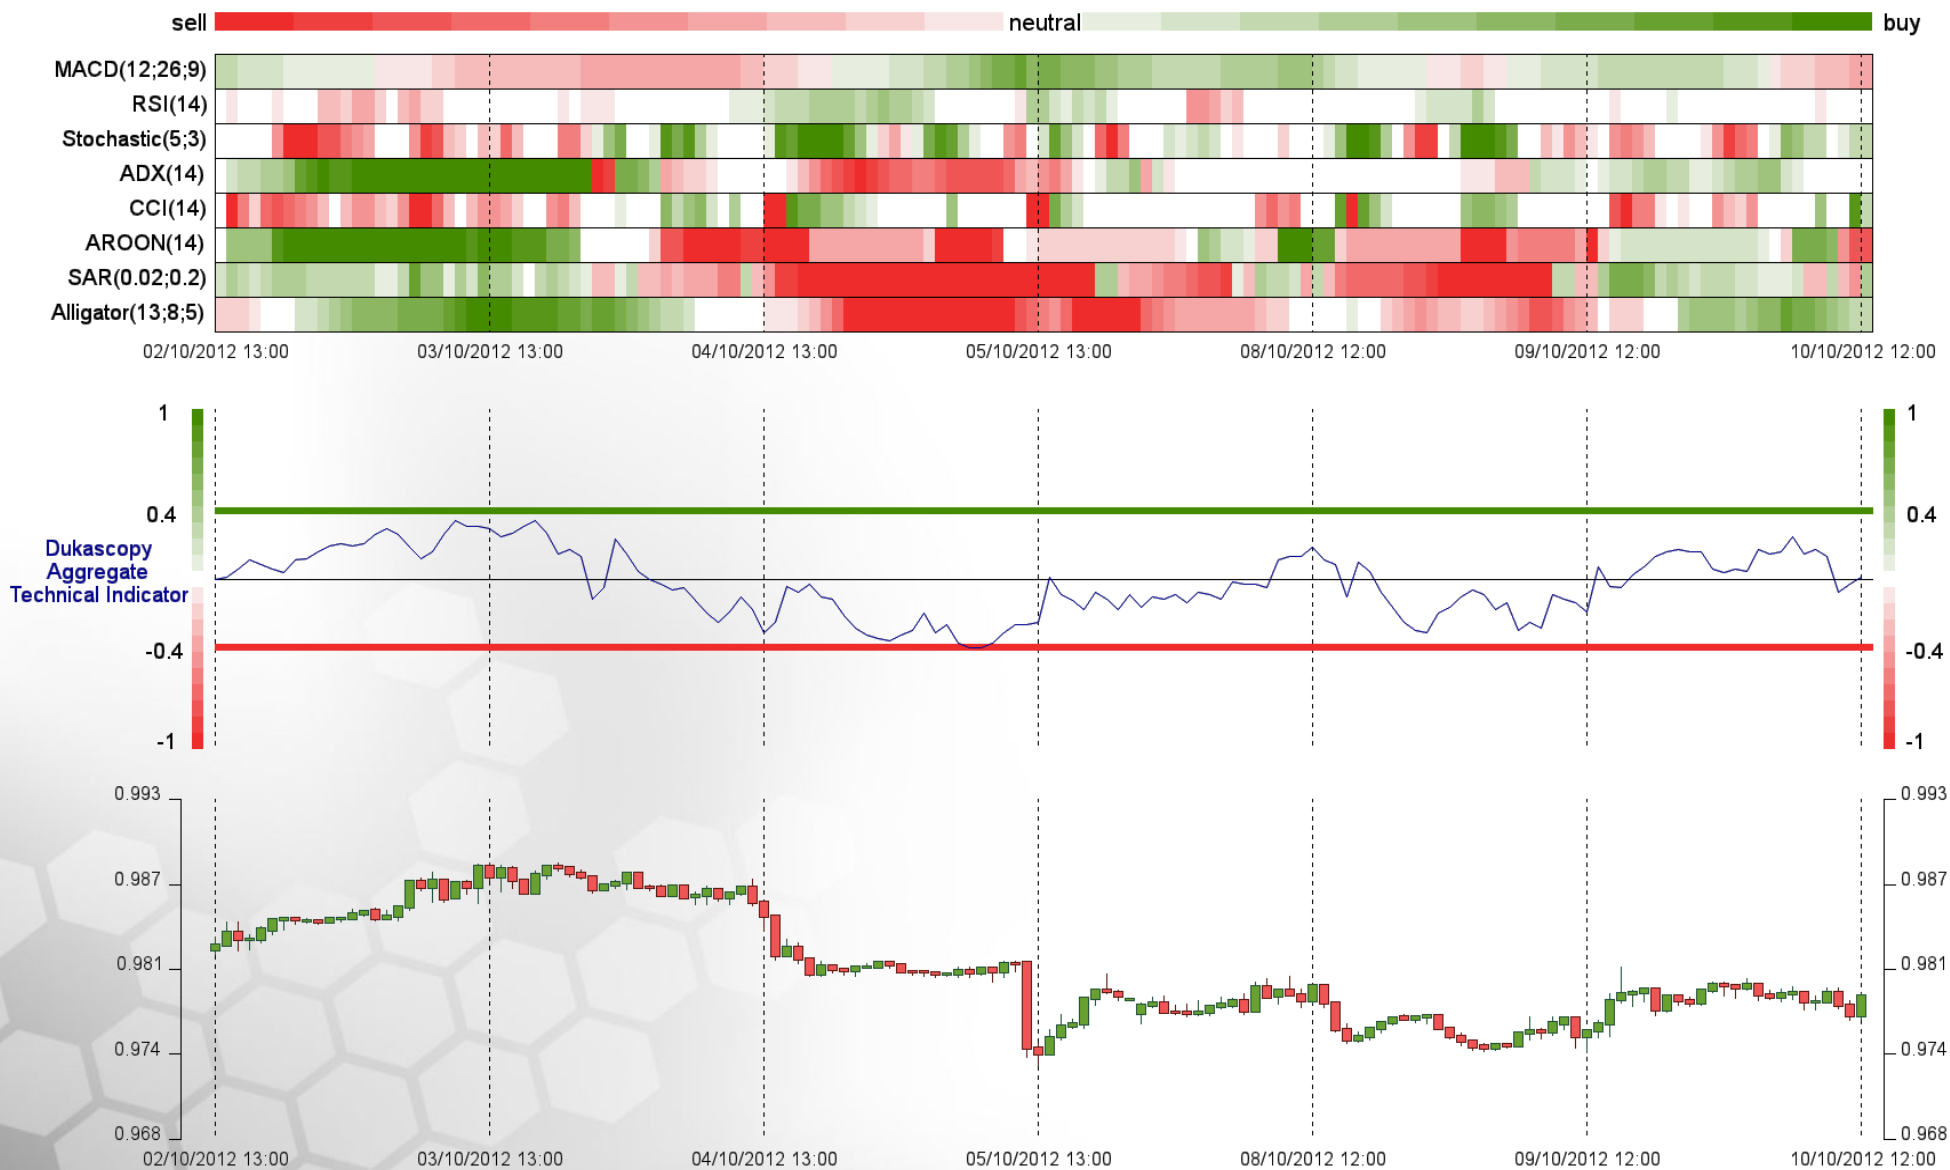 sell neutral buy
MACD(12;26;9)
RSI(14)
Stochastic(5;3)
ADX(14)
CCI(14)
AROON(14)
SAR(0.02;0.2)
Alligator(13;8;5)
02/10/2012 13:00 03/10/2012 13:00 04/10/2012 13:00 05/10/2012 13:00 08/10/2012 12:00 09/10/2012 12:00 10/10/2012 12:00
1 1
0.4 0.4
Dukascopy
Aggregate
Technical Indicator
-0.4 -0.4
-1 -1
0.993 0.993
0.987 0.987
0.981 0.981
0.974 0.974
0.968 0.968
02/10/2012 13:00 03/10/2012 13:00 04/10/2012 13:00 05/10/2012 13:00 08/10/2012 12:00 09/10/2012 12:00 10/10/2012 12:00